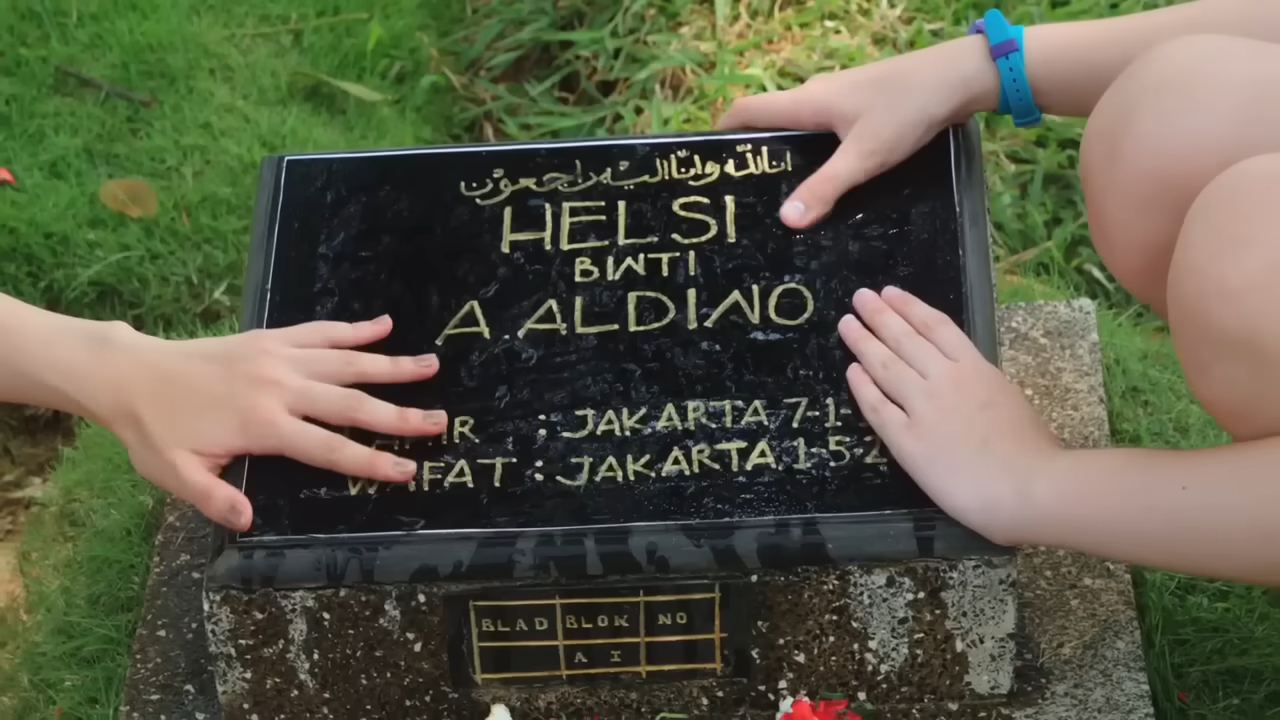 انا لله وانا اليه راجعون
HELSI
BINTI
A. ALDINO
: JAKARTA 7-1-
WAFAT : JAKARTA 1-5-2
BLAD BLOK NO
A I